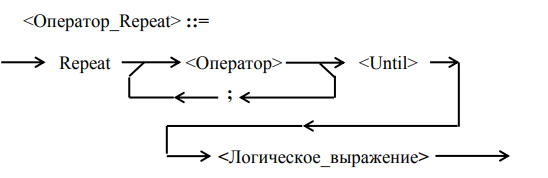 <Оператор_Repeat> ::=
Repeat <Оператор> <Until>
;
<Логическое_выражение>